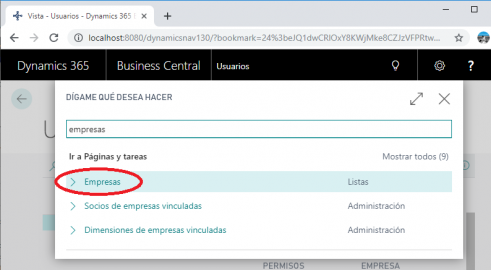 Vista - Usuarios - Dynamics 365
localhost:8080/dynamicsnav130/?bookmark=24%3beJQ1dwCRIOxY8KWjMke8CZJzVFPRtw...
Dynamics 365 Business Central Usuarios
DÍGAME QUÉ DESEA HACER
empresas
Ir a Páginas y tareas Mostrar todos (9)
Empresas Listas
Socios de empresas vinculadas Administración
Dimensiones de empresas vinculadas Administración
PERMISOS EMPRESA